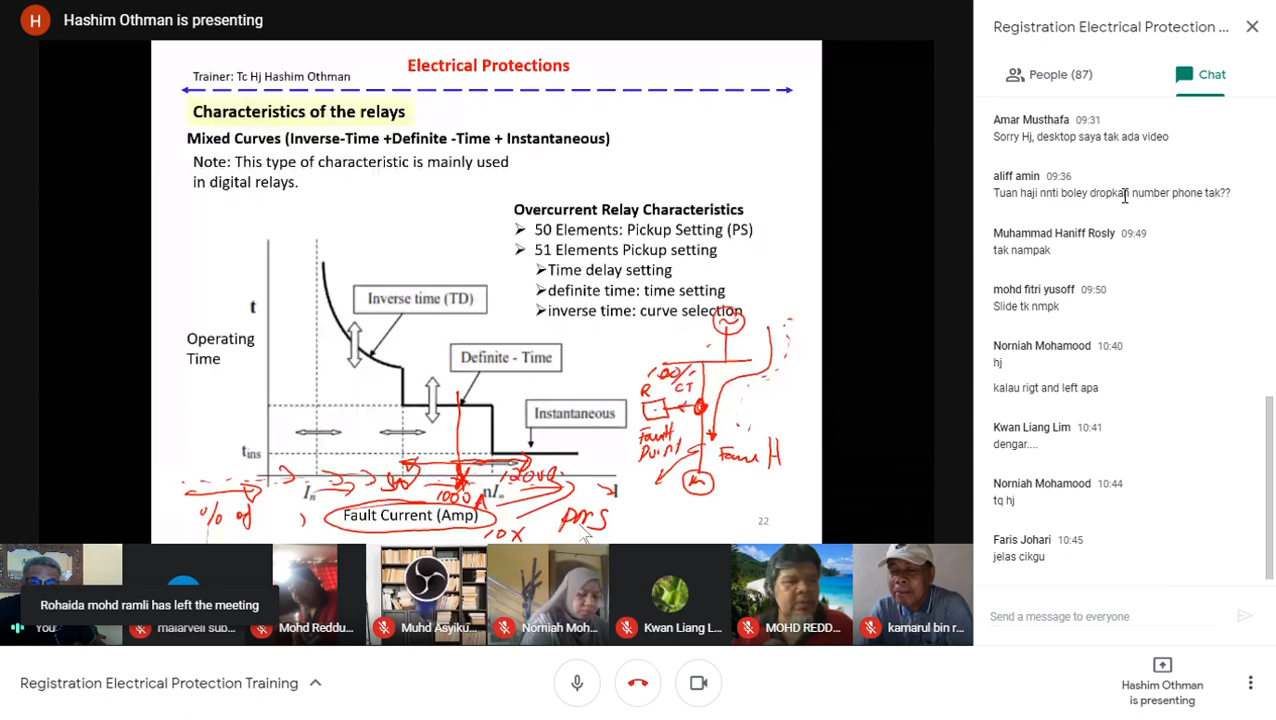 H
Hashim Othman is presenting
Registration Electrical Protection ...
People (87)
Chat
Electrical Protections
Trainer: Tc Hj Hashim Othman
Characteristics of the relays
Mixed Curves (Inverse-Time +Definite -Time + Instantaneous)
Note: This type of characteristic is mainly used
in digital relays.
Overcurrent Relay Characteristics
50 Elements: Pickup Setting (PS)
51 Elements Pickup setting
Time delay setting
definite time: time setting
inverse time: curve selection
t
Operating
Time
Inverse time (TD)
Definite - Time
Instantaneous
tins
In
nIn
I
Fault Current (Amp)
22
100/1
CT
R
Fault
Point
M
% of
1000
A
1200A
10x
PMS
Amar Musthafa 09:31
Sorry Hj, desktop saya tak ada video
aliff amin 09:36
Tuan haji nnti boley dropkan number phone tak??
Muhammad Haniff Rosly 09:49
tak nampak
mohd fitri yusoff 09:50
Slide tk nmpk
Norniah Mohamood 10:40
hj
kalau rigt and left apa
Kwan Liang Lim 10:41
dengar....
Norniah Mohamood 10:44
tq hj
Faris Johari 10:45
jelas cikgu
Send a message to everyone
Rohaida mohd ramli has left the meeting
You
malarveli sub...
Mohd Reddu...
Muhd Asyiku...
Norniah Moh...
Kwan Liang L...
MOHD REDD...
kamarul bin r...
Registration Electrical Protection Training
Hashim Othman
is presenting